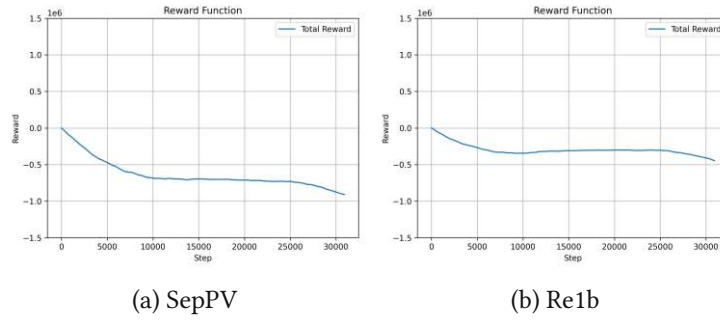 Reward Function
1e6
Total Reward
1.5
1.0
0.5
0.0
−0.5
−1.0
−1.5
Reward
0
5000
10000
15000
20000
25000
30000
Step
(a) SepPV
Reward Function
1e6
Total Reward
1.5
1.0
0.5
0.0
−0.5
−1.0
−1.5
Reward
0
5000
10000
15000
20000
25000
30000
Step
(b) Re1b